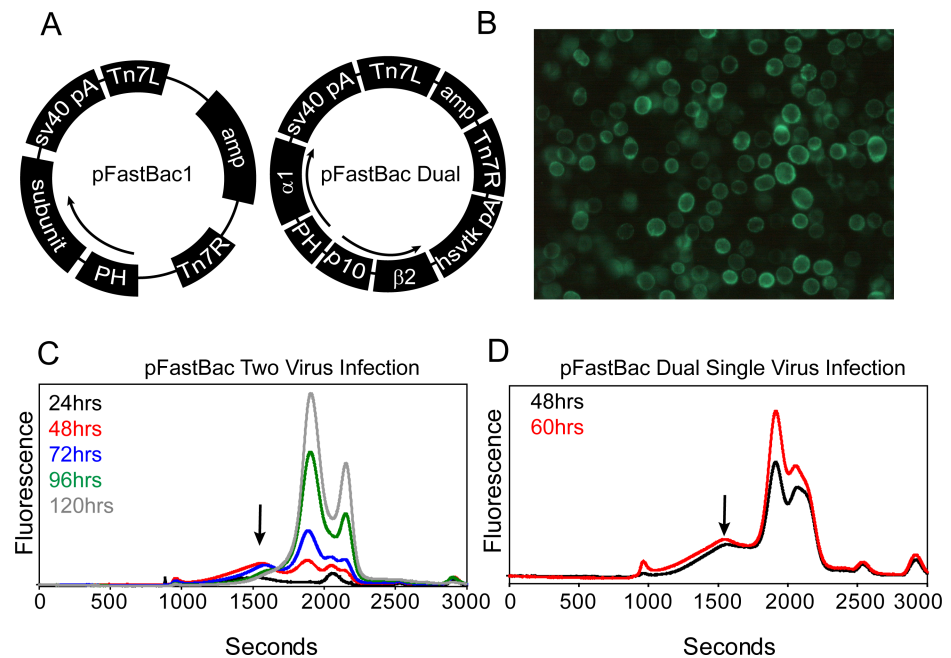 A
sv40 pA
Tn7L
amp
Tn7R
PH
subunit
pFastBac1
sv40 pA
Tn7L
amp
Tn7R
hsvtk pA
β2
p10
PH
α1
pFastBac Dual
B
C
pFastBac Two Virus Infection
24hrs
48hrs
72hrs
96hrs
120hrs
Fluorescence
0 500 1000 1500 2000 2500 3000
Seconds
D
pFastBac Dual Single Virus Infection
48hrs
60hrs
Fluorescence
0 500 1000 1500 2000 2500 3000
Seconds